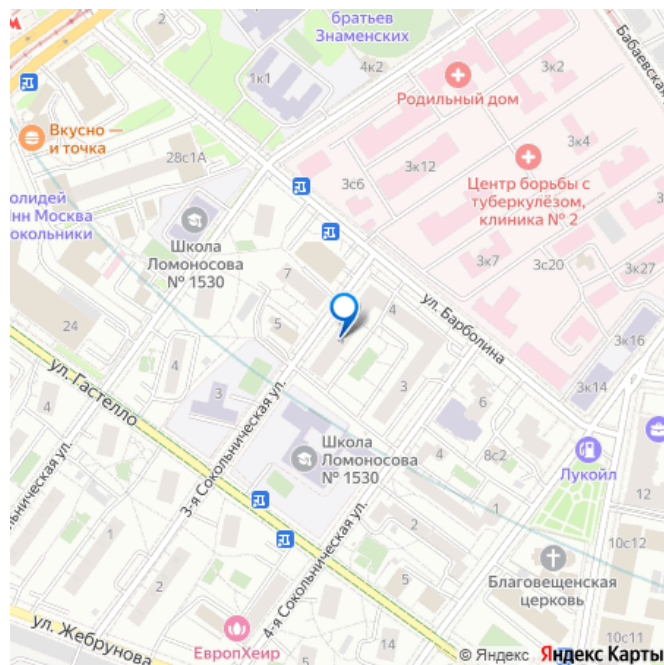 братьев
Знаменских
Бабаевская
1к1
4к2
3к2
Родильный дом
Вкусно —
и точка
28с1А
3к4
3с6
3к12
Центр борьбы с
туберкулёзом,
клиника № 2
олидей
нн Москва
окольники
Школа
Ломоносова
№ 1530
3к7
3с20
3к27
7
4
ул. Барболина
24
5
3к16
ул. Гастелло
3
3
3к14
4
2
4
6
3-я Сокольническая ул.
Школа
Ломоносова
№ 1530
4
8с2
Лукойл
12
ническая ул.
1
1
2
4-я Сокольническая ул.
2
10с12
5
Благовещенская
церковь
ул. Жебрунова
ЕвропХеир
14
10с11
© Яндекс
Яндекс Карты